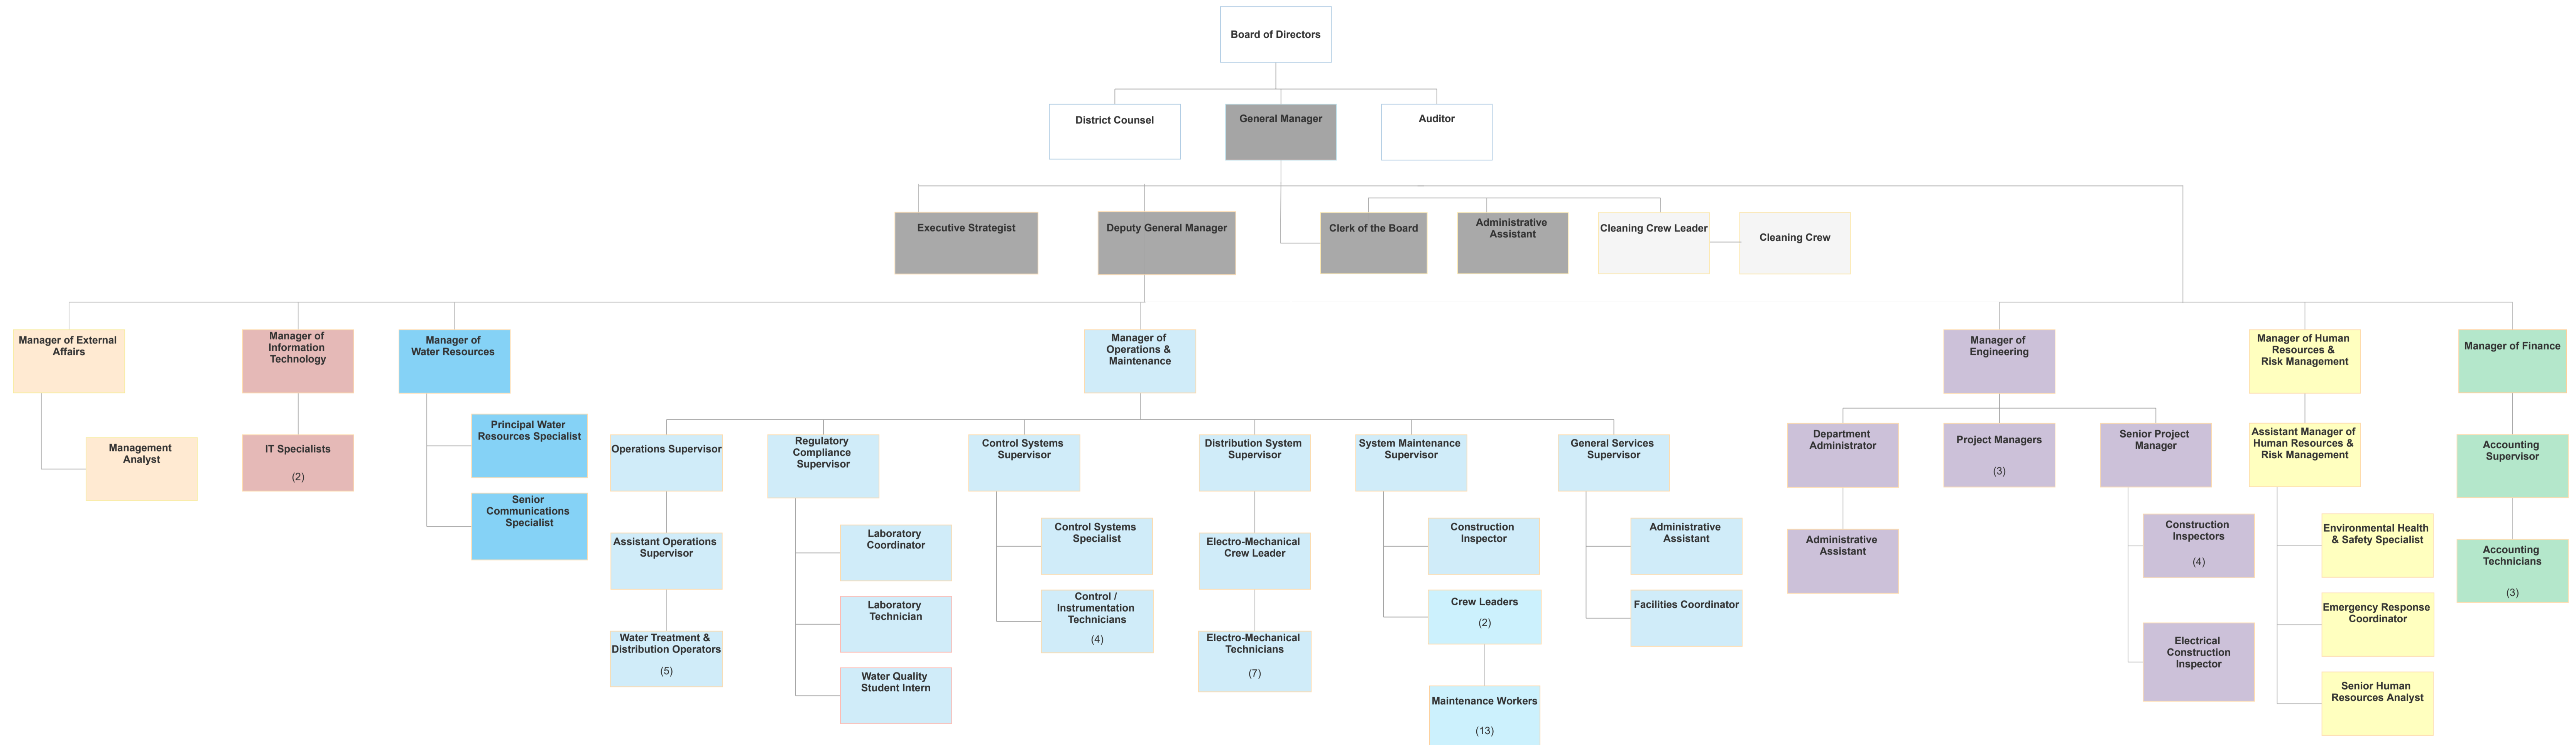 Board of Directors
District Counsel
General Manager
Auditor
Executive Strategist
Deputy General Manager
Clerk of the Board
Administrative
Assistant
Cleaning Crew Leader
Cleaning Crew
Manager of External
Affairs
Manager of
Information
Technology
Manager of
Water Resources
Manager of
Operations &
Maintenance
Manager of
Engineering
Manager of Human
Resources &
Risk Management
Manager of Finance
Management
Analyst
IT Specialists
(2)
Principal Water
Resources Specialist
Senior
Communications
Specialist
Operations Supervisor
Assistant Operations
Supervisor
Water Treatment &
Distribution Operators
(5)
Regulatory
Compliance
Supervisor
Laboratory
Coordinator
Laboratory
Technician
Water Quality
Student Intern
Control Systems
Supervisor
Control Systems
Specialist
Control /
Instrumentation
Technicians
(4)
Distribution System
Supervisor
Electro-Mechanical
Crew Leader
Electro-Mechanical
Technicians
(7)
System Maintenance
Supervisor
Construction
Inspector
Crew Leaders
(2)
Maintenance Workers
(13)
General Services
Supervisor
Administrative
Assistant
Facilities Coordinator
Department
Administrator
Administrative
Assistant
Project Managers
(3)
Senior Project
Manager
Construction
Inspectors
(4)
Electrical
Construction
Inspector
Assistant Manager of
Human Resources &
Risk Management
Environmental Health
& Safety Specialist
Emergency Response
Coordinator
Senior Human
Resources Analyst
Accounting
Supervisor
Accounting
Technicians
(3)